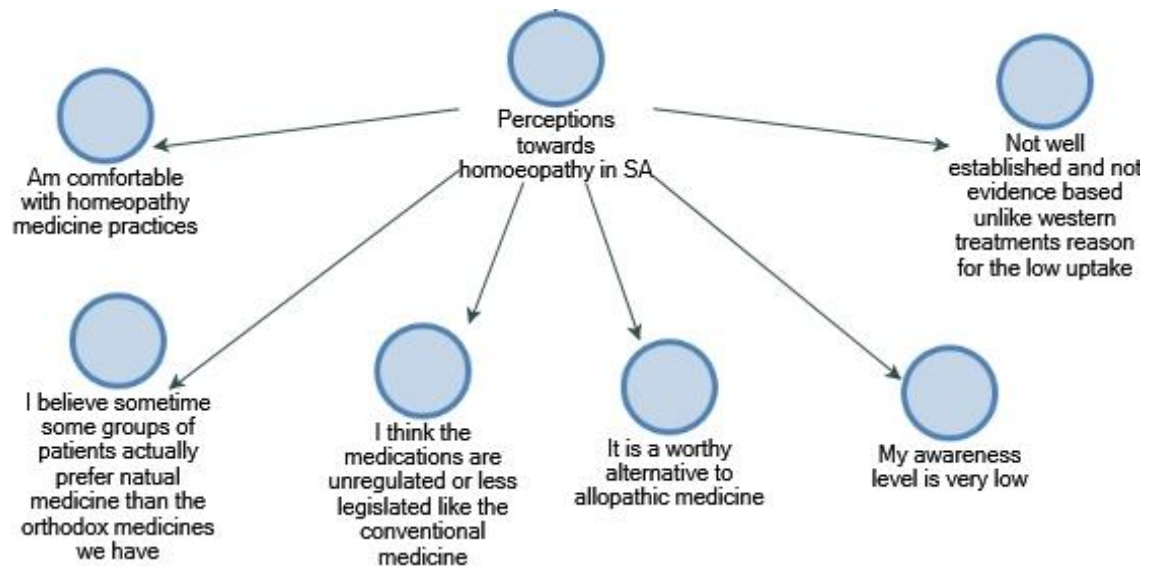 Perceptions
towards
homoeopathy in SA
Am comfortable
with homeopathy
medicine practices
Not well
established and not
evidence based
unlike western
treatments reason
for the low uptake
I believe sometime
some groups of
patients actually
prefer natual
medicine than the
orthodox medicines
we have
I think the
medications are
unregulated or less
legislated like the
conventional
medicine
It is a worthy
alternative to
allopathic medicine
My awareness
level is very low